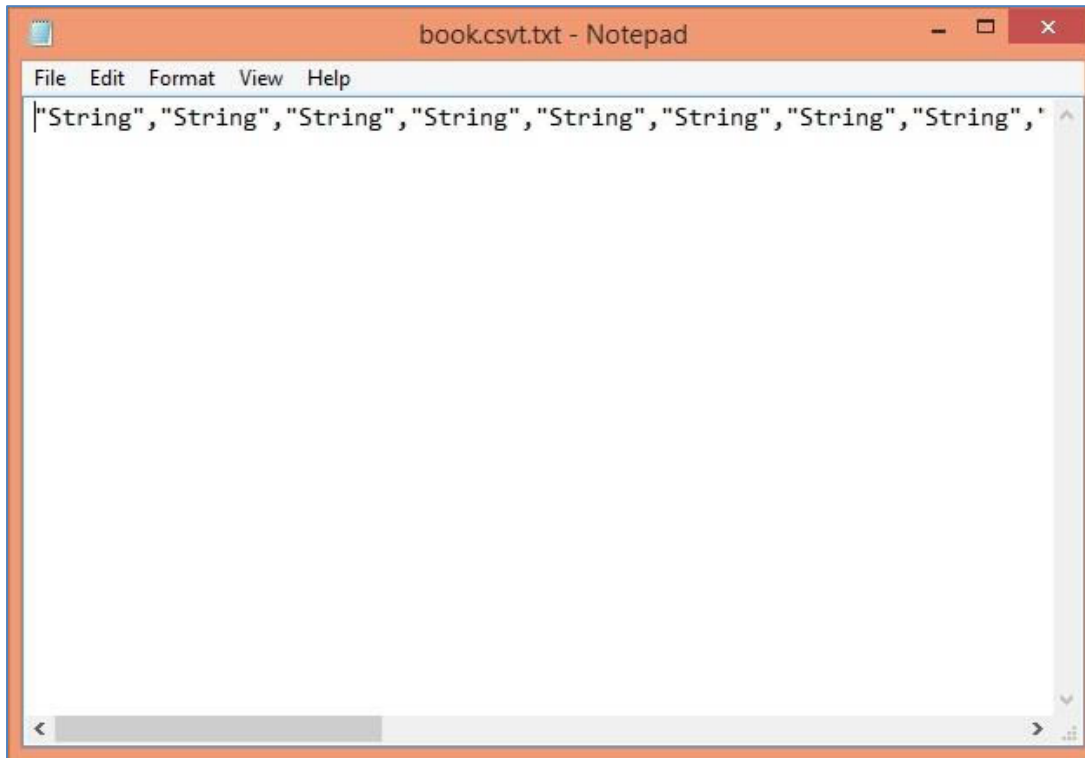 book.csvt.txt - Notepad
File Edit Format View Help
"String","String","String","String","String","String","String","String","